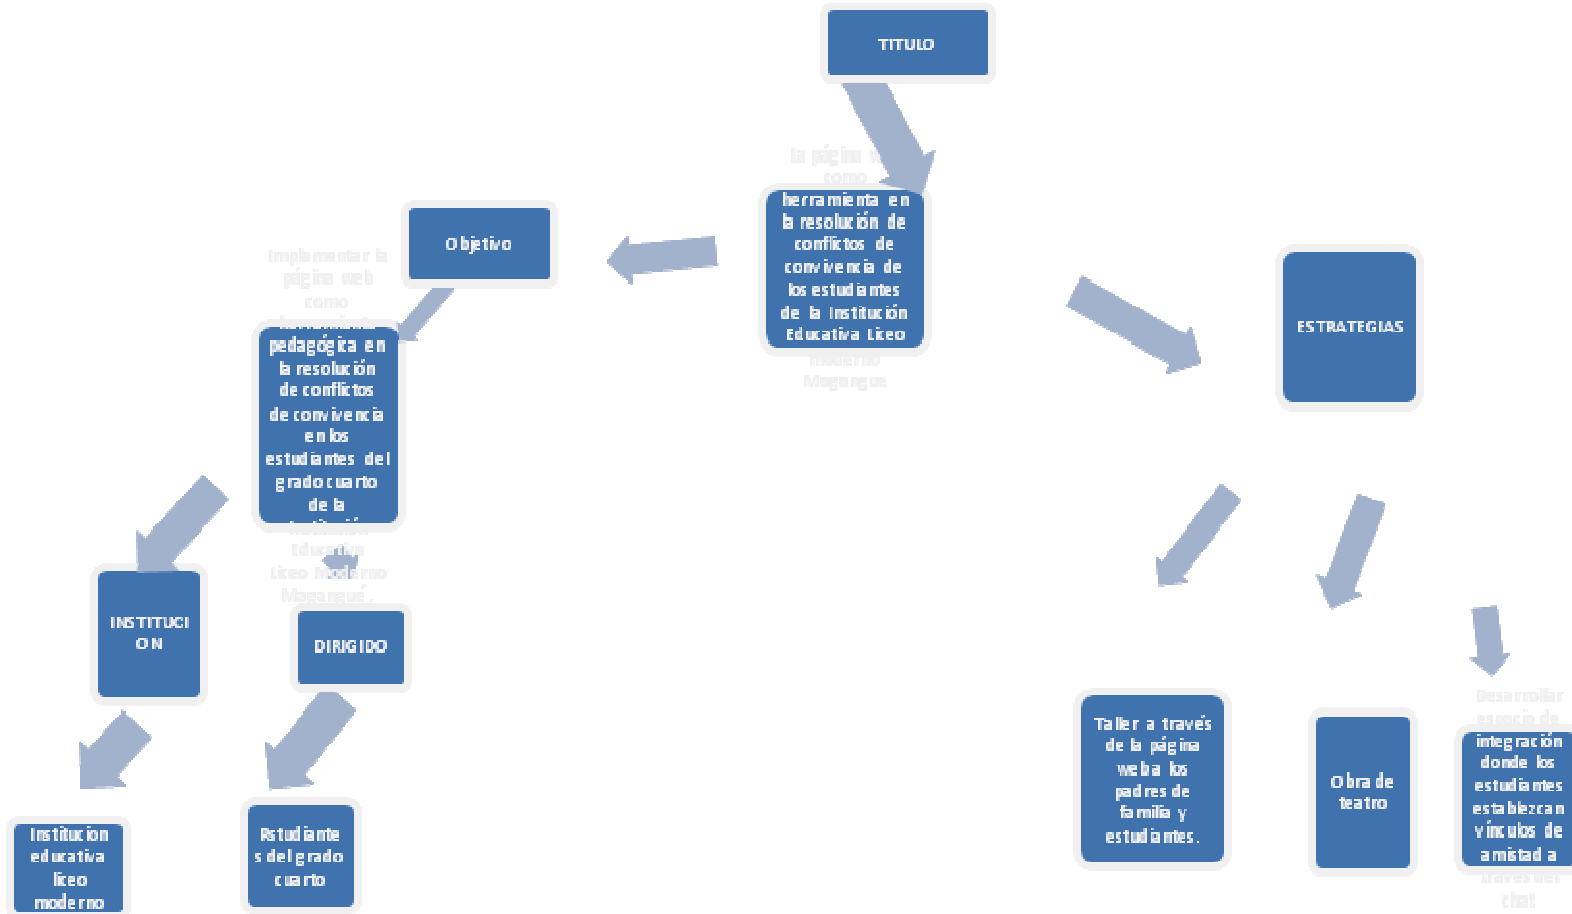 TITULO
La página w
como
herramienta en
la resolución de
conflictos de
convivencia de
los estudiantes
de la Institución
Educativa Liceo
moderno
Magangue
Objetivo
Implementar la
página web
como
herramienta
pedagógica en
la resolución
de conflictos
de convivencia
en los
estudiantes del
grado cuarto
de la
Institución
Educativa
Liceo Moderno
Magangué.
ESTRATEGIAS
INSTITUCI
ON
DIRIGIDO
Institucion
educativa
liceo
moderno
Rstudiante
s del grado
cuarto
Taller a través
de la página
web a los
padres de
familia y
estudiantes.
Obra de
teatro
Desarrollar
espacio de
integración
donde los
estudiantes
establezcan
vínculos de
amistad a
través del
chat